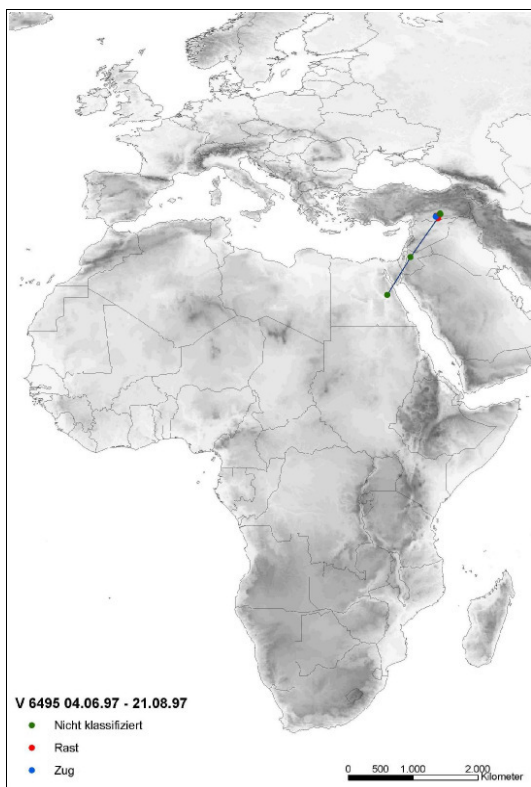 V 6495 04.06.97 - 21.08.97
Nicht klassifiziert
Rast
Zug
0 500 1.000 2.000
Kilometer